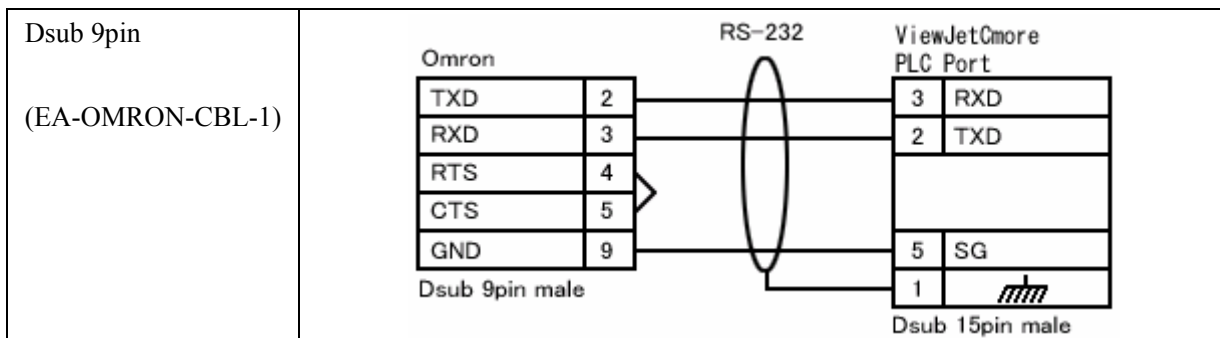 Dsub 9pin
(EA-OMRON-CBL-1)
RS-232
Omron
ViewJetCmore
PLC Port
TXD 2
3 RXD
RXD 3
2 TXD
RTS 4
CTS 5
GND 9
5 SG
1
Dsub 9pin male
Dsub 15pin male